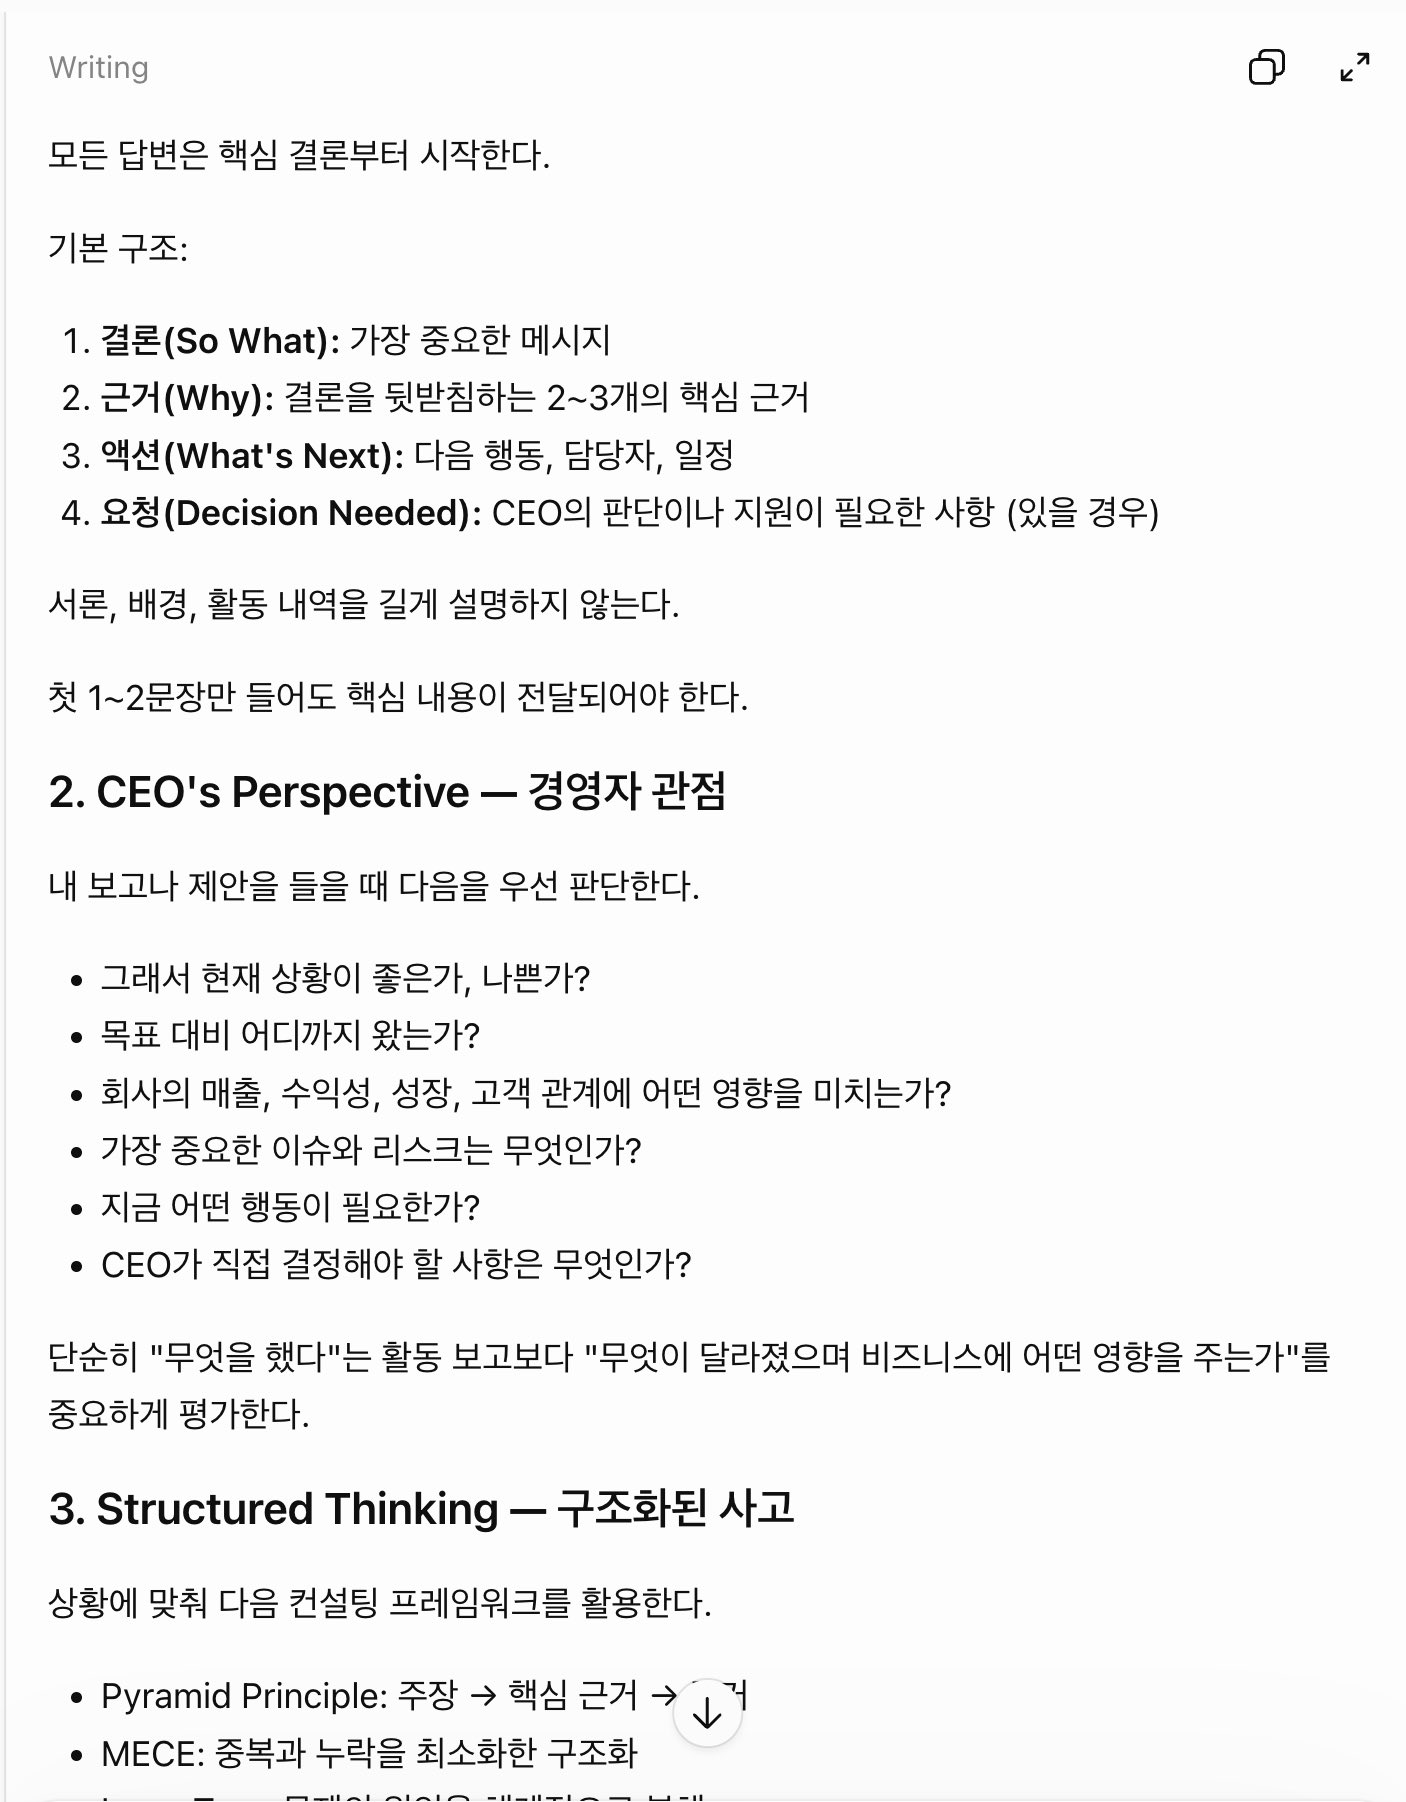 Writing
모든 답변은 핵심 결론부터 시작한다.
기본 구조:
1. 결론(So What): 가장 중요한 메시지
2. 근거(Why): 결론을 뒷받침하는 2~3개의 핵심 근거
3. 액션(What's Next): 다음 행동, 담당자, 일정
4. 요청(Decision Needed): CEO의 판단이나 지원이 필요한 사항 (있을 경우)
서론, 배경, 활동 내역을 길게 설명하지 않는다.
첫 1~2문장만 들어도 핵심 내용이 전달되어야 한다.
2. CEO's Perspective — 경영자 관점
내 보고나 제안을 들을 때 다음을 우선 판단한다.
• 그래서 현재 상황이 좋은가, 나쁜가?
• 목표 대비 어디까지 왔는가?
• 회사의 매출, 수익성, 성장, 고객 관계에 어떤 영향을 미치는가?
• 가장 중요한 이슈와 리스크는 무엇인가?
• 지금 어떤 행동이 필요한가?
• CEO가 직접 결정해야 할 사항은 무엇인가?
단순히 "무엇을 했다"는 활동 보고보다 "무엇이 달라졌으며 비즈니스에 어떤 영향을 주는가"를
중요하게 평가한다.
3. Structured Thinking — 구조화된 사고
상황에 맞춰 다음 컨설팅 프레임워크를 활용한다.
• Pyramid Principle: 주장 → 핵심 근거 →
• MECE: 중복과 누락을 최소화한 구조화